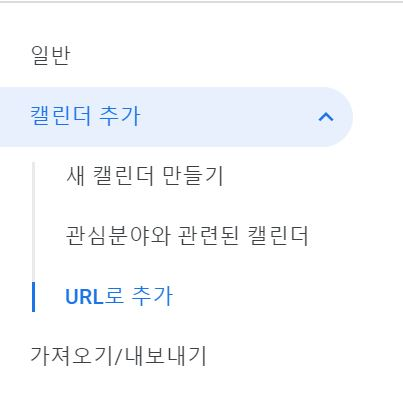 일반
캘린더 추가
새 캘린더 만들기
관심분야와 관련된 캘린더
URL로 추가
가져오기/내보내기